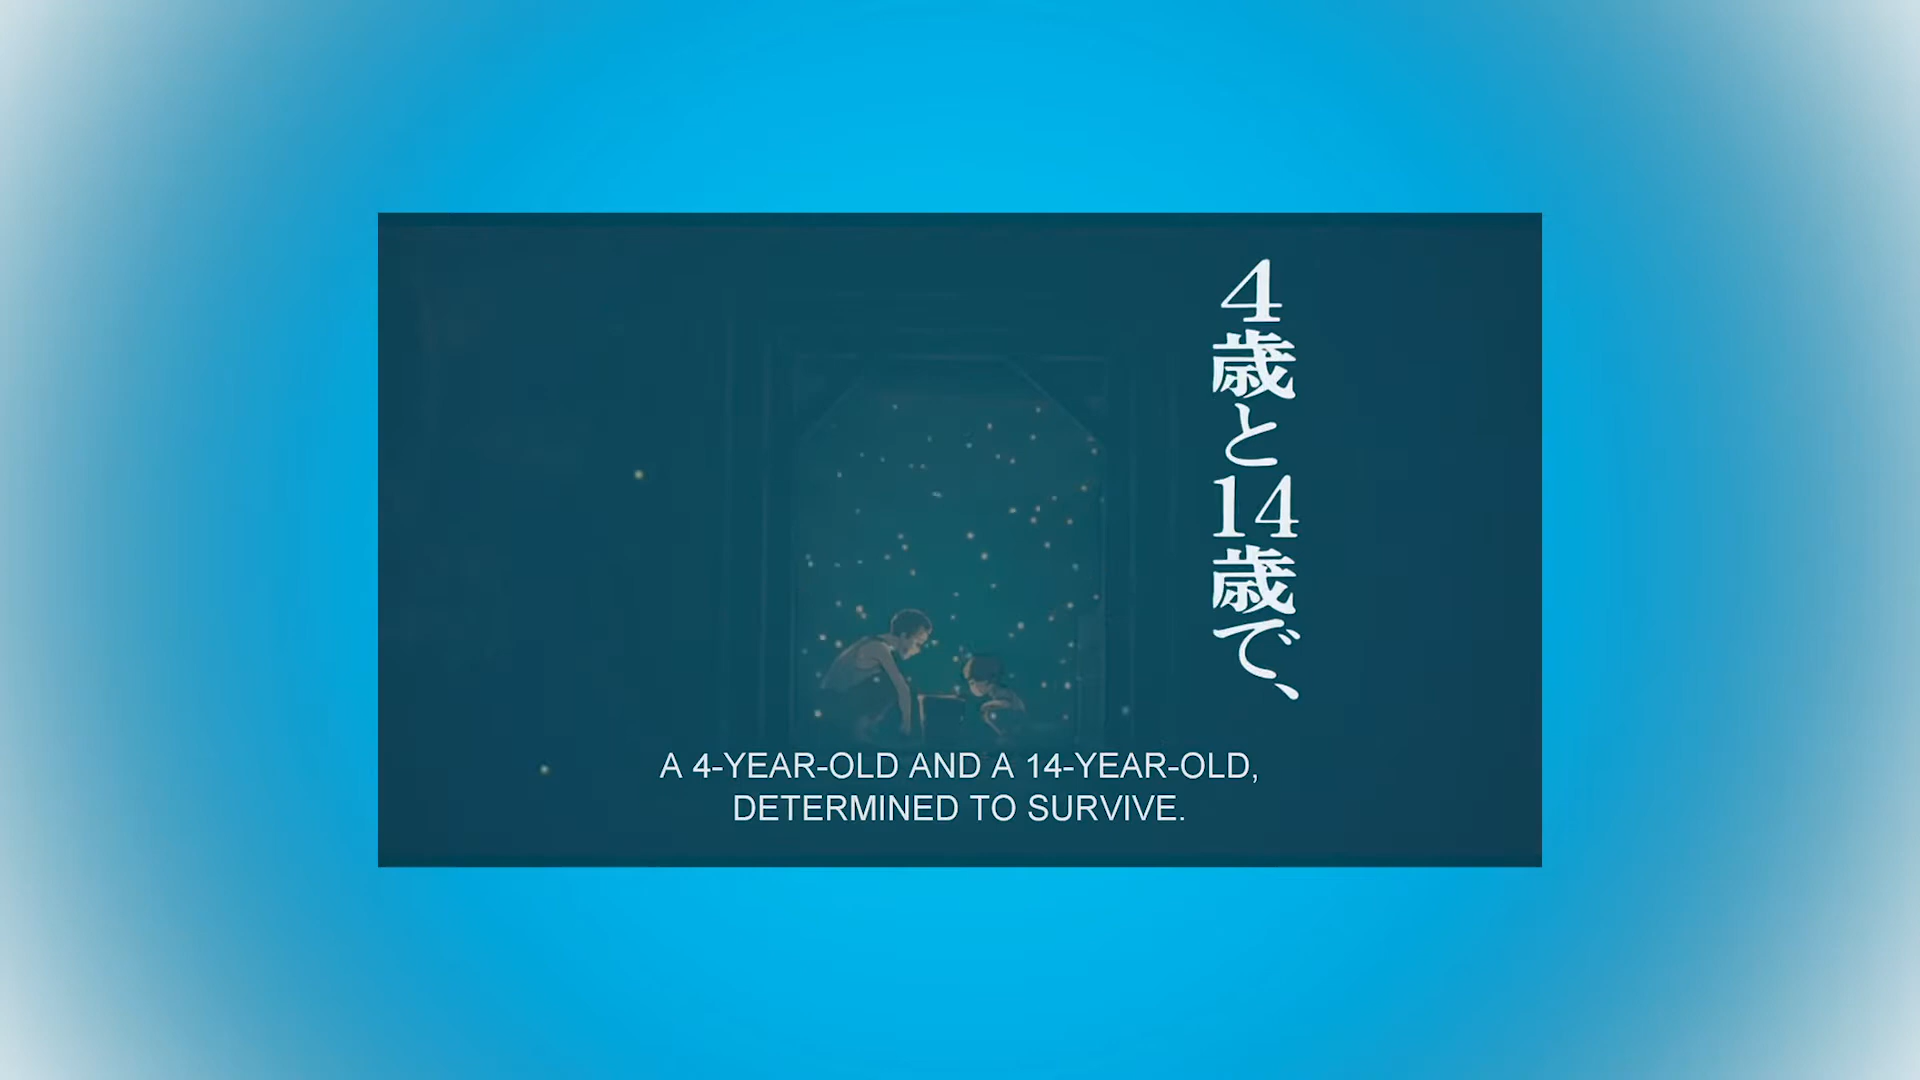 4歳と14歳で、
A 4-YEAR-OLD AND A 14-YEAR-OLD,
DETERMINED TO SURVIVE.